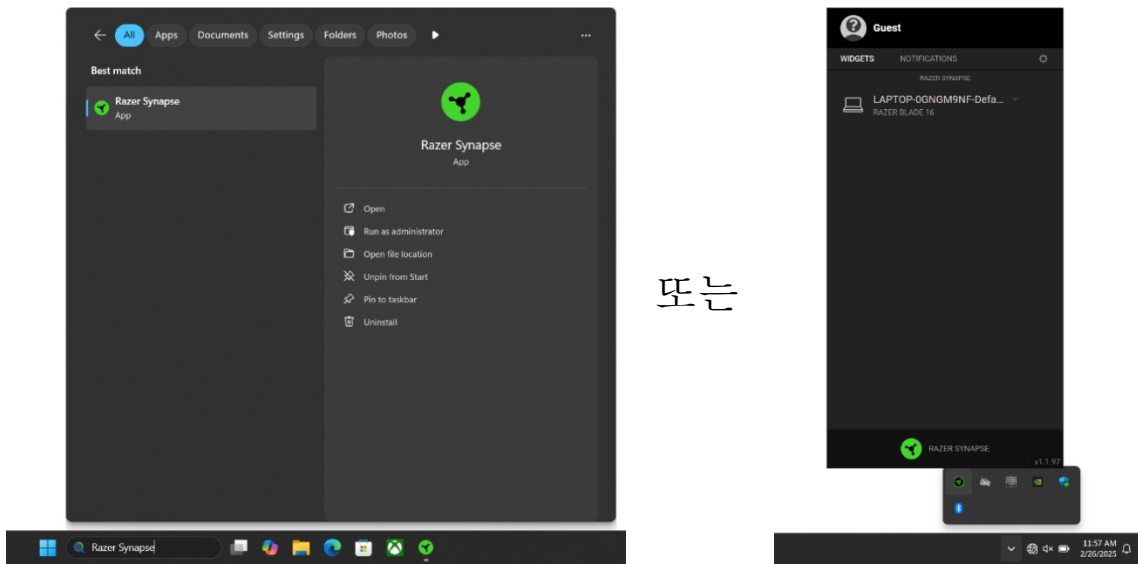 All Apps Documents Settings Folders Photos
Best match
Razer Synapse
App
Razer Synapse
App
Open
Run as administrator
Open file location
Unpin from Start
Pin to taskbar
Uninstall
Razer Synapse
또는
Guest
WIDGETS NOTIFICATIONS
RAZER SYNAPSE
LAPTOP-0GNGM9NF-Defa...
RAZER BLADE 16
RAZER SYNAPSE
v1.1.97
11:57 AM
2/26/2025